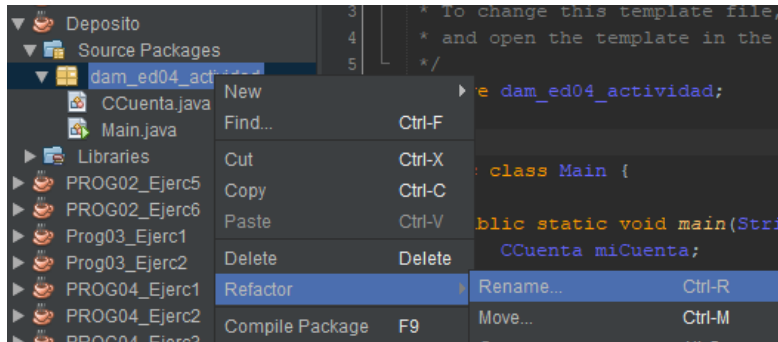 Deposito
Source Packages
dam_ed04_actividad
CCuenta.java
Main.java
Libraries
PROG02_Ejerc5
PROG02_Ejerc6
Prog03_Ejerc1
Prog03_Ejerc2
PROG04_Ejerc1
PROG04_Ejerc2
PROG04_Ejerc3
New
Find... Ctrl-F
Cut Ctrl-X
Copy Ctrl-C
Paste Ctrl-V
Delete Delete
Refactor
Compile Package F9
Rename... Ctrl-R
Move... Ctrl-M
3 * To change this template file,
4 * and open the template in the
5 */
e dam_ed04_actividad;
class Main {
blic static void main(Stri
CCuenta miCuenta;